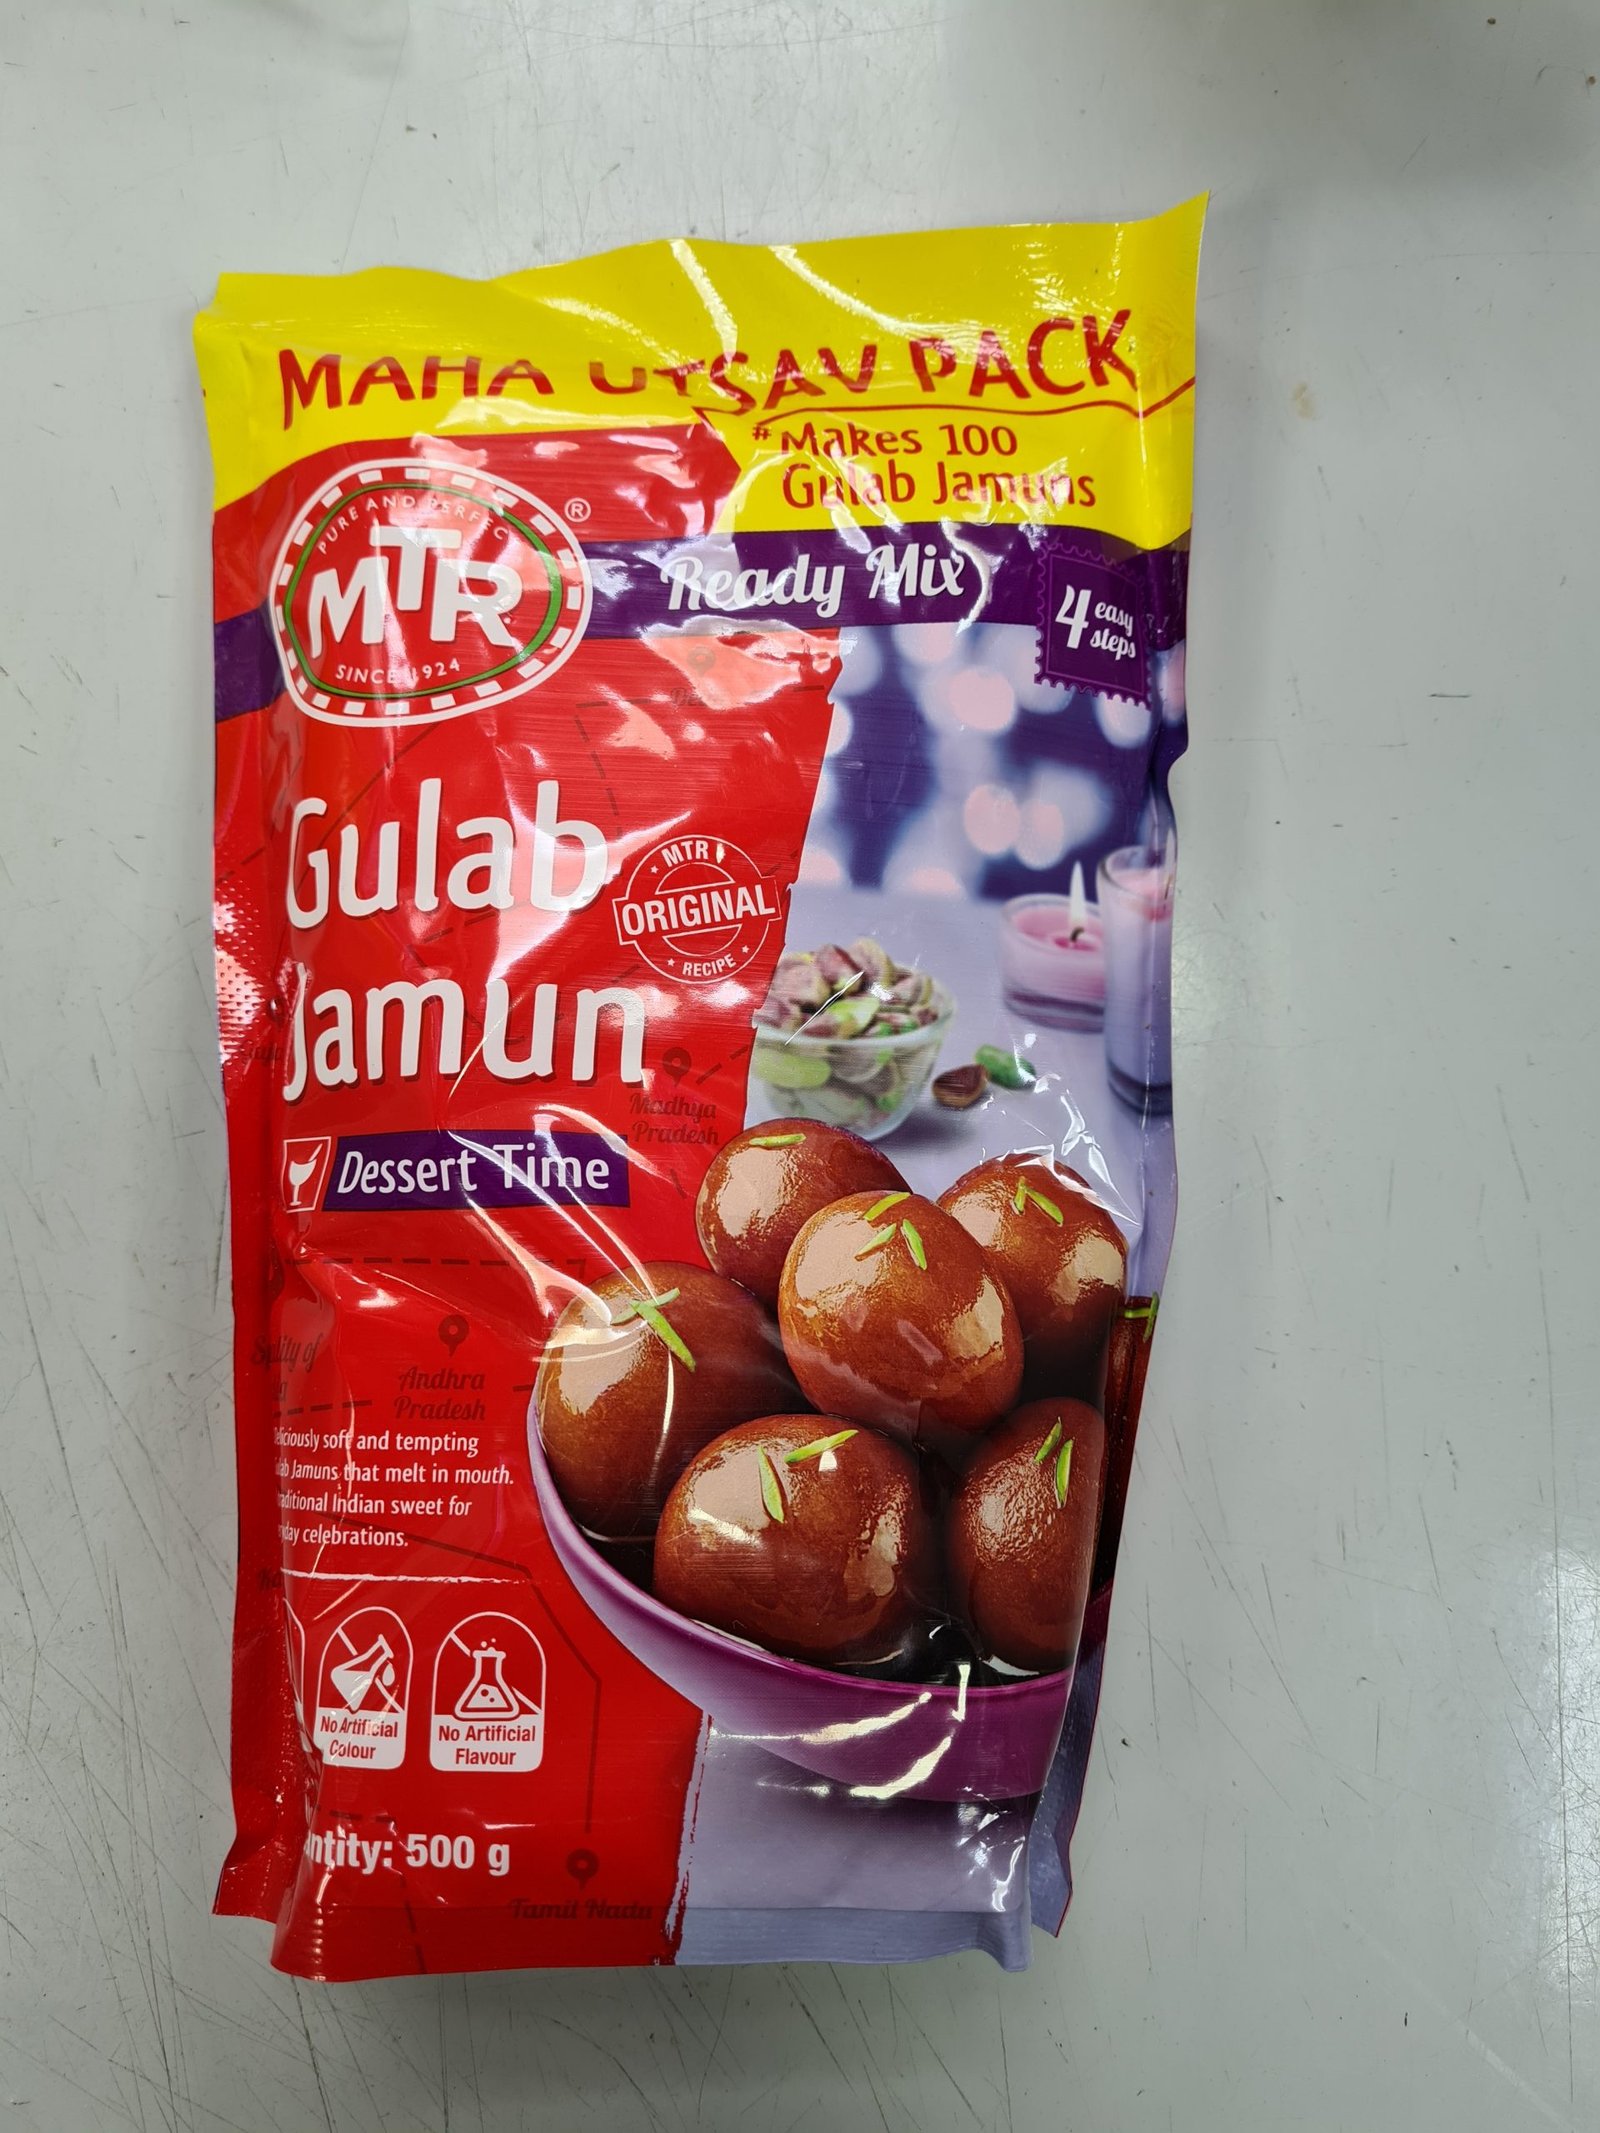 MAHA UTSAV PACK
#Makes 100
Gulab Jamuns
PURE AND PERFECT
MTR
®
SINCE 1924
Ready Mix
4 easy
steps
Gulab
Jamun
MTR
ORIGINAL
RECIPE
Madhya
Pradesh
Dessert Time
Andhra
Pradesh
soft and tempting
Jamuns that melt in mouth.
Indian sweet for
celebrations.
No Artificial
Colour
No Artificial
Flavour
500 g
Tamil Nadu